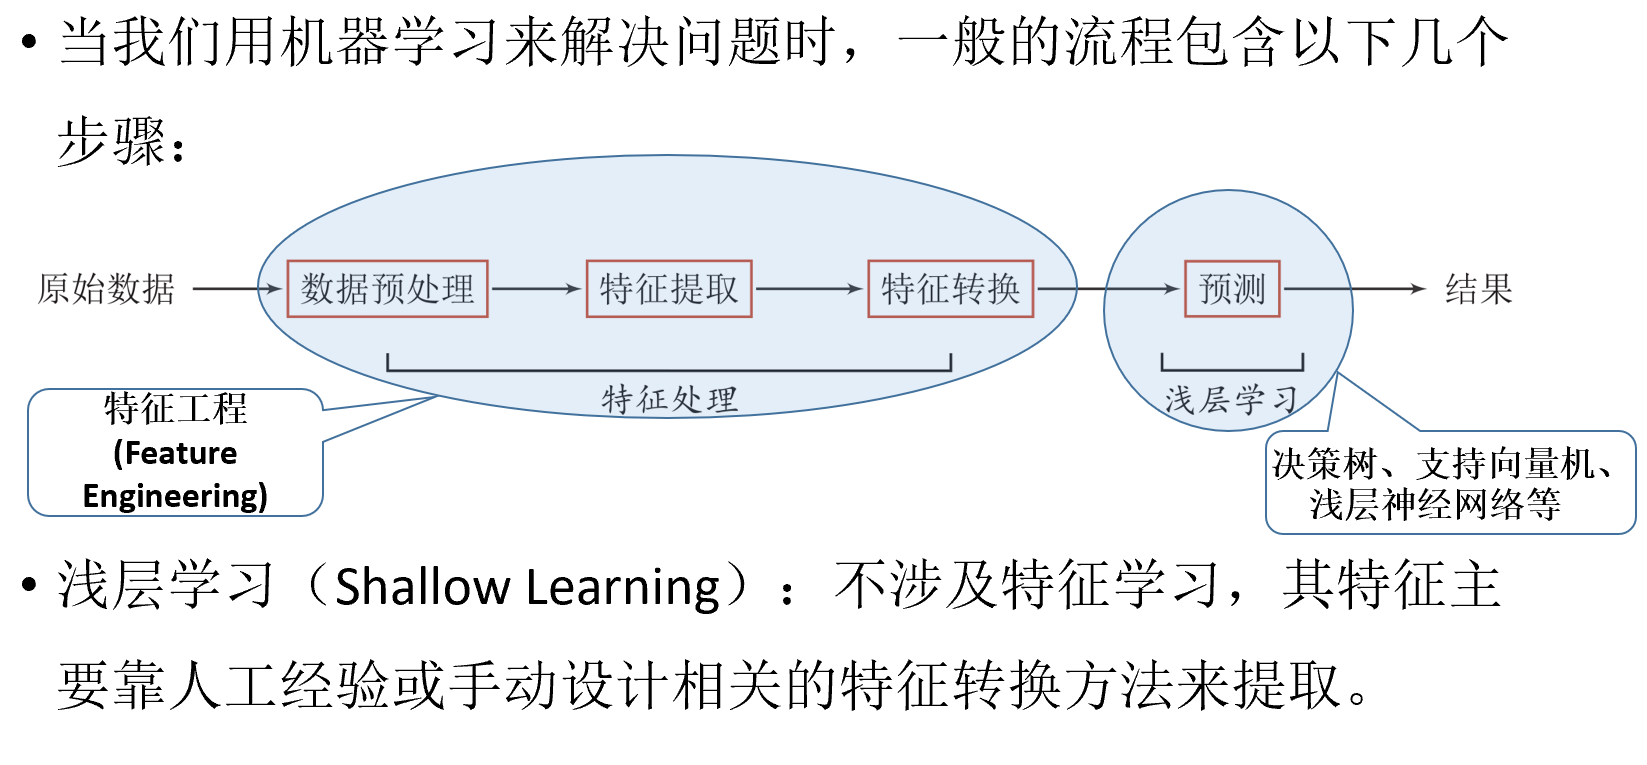 • 当我们用机器学习来解决问题时，一般的流程包含以下几个
步骤：
原始数据 数据预处理 特征提取 特征转换 预测 结果
特征处理 浅层学习
特征工程
(Feature
Engineering)
决策树、支持向量机、
浅层神经网络等
• 浅层学习（Shallow Learning）：不涉及特征学习，其特征主
要靠人工经验或手动设计相关的特征转换方法来提取。